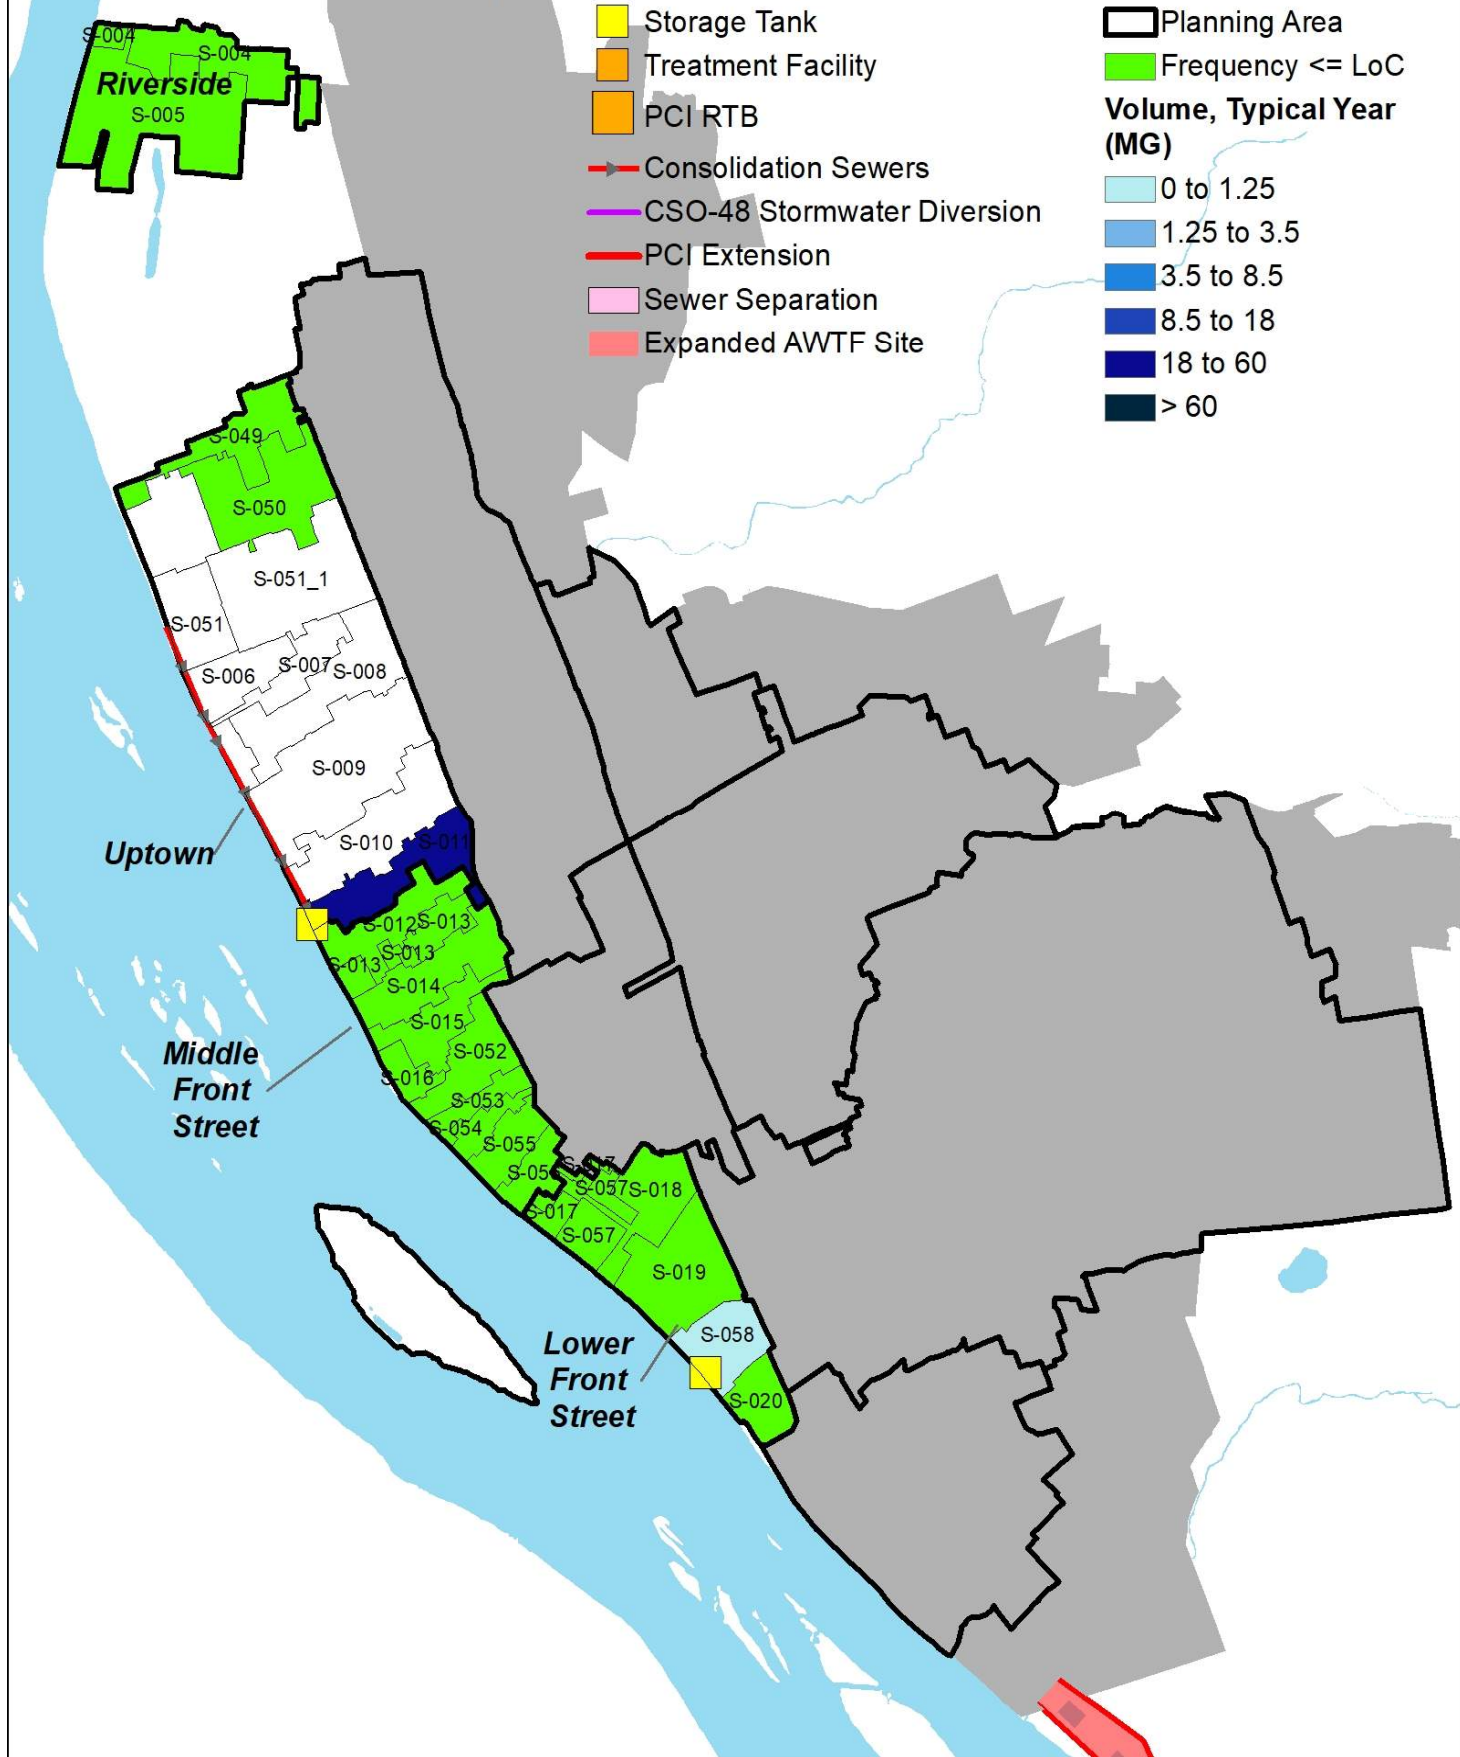 Storage Tank
Treatment Facility
PCI RTB
Consolidation Sewers
CSO-48 Stormwater Diversion
PCI Extension
Sewer Separation
Expanded AWTF Site
Planning Area
Frequency <= LoC
Volume, Typical Year
(MG)
0 to 1.25
1.25 to 3.5
3.5 to 8.5
8.5 to 18
18 to 60
> 60
S-004
S-004
Riverside
S-005
S-049
S-050
S-051_1
S-051
S-006
S-007
S-008
S-009
S-010
S-011
Uptown
S-012
S-013
S-013
S-013
S-014
S-015
S-052
S-016
S-053
S-054
S-055
Middle
Front
Street
S-017
S-057
S-018
S-017
S-057
S-019
S-058
S-020
Lower
Front
Street